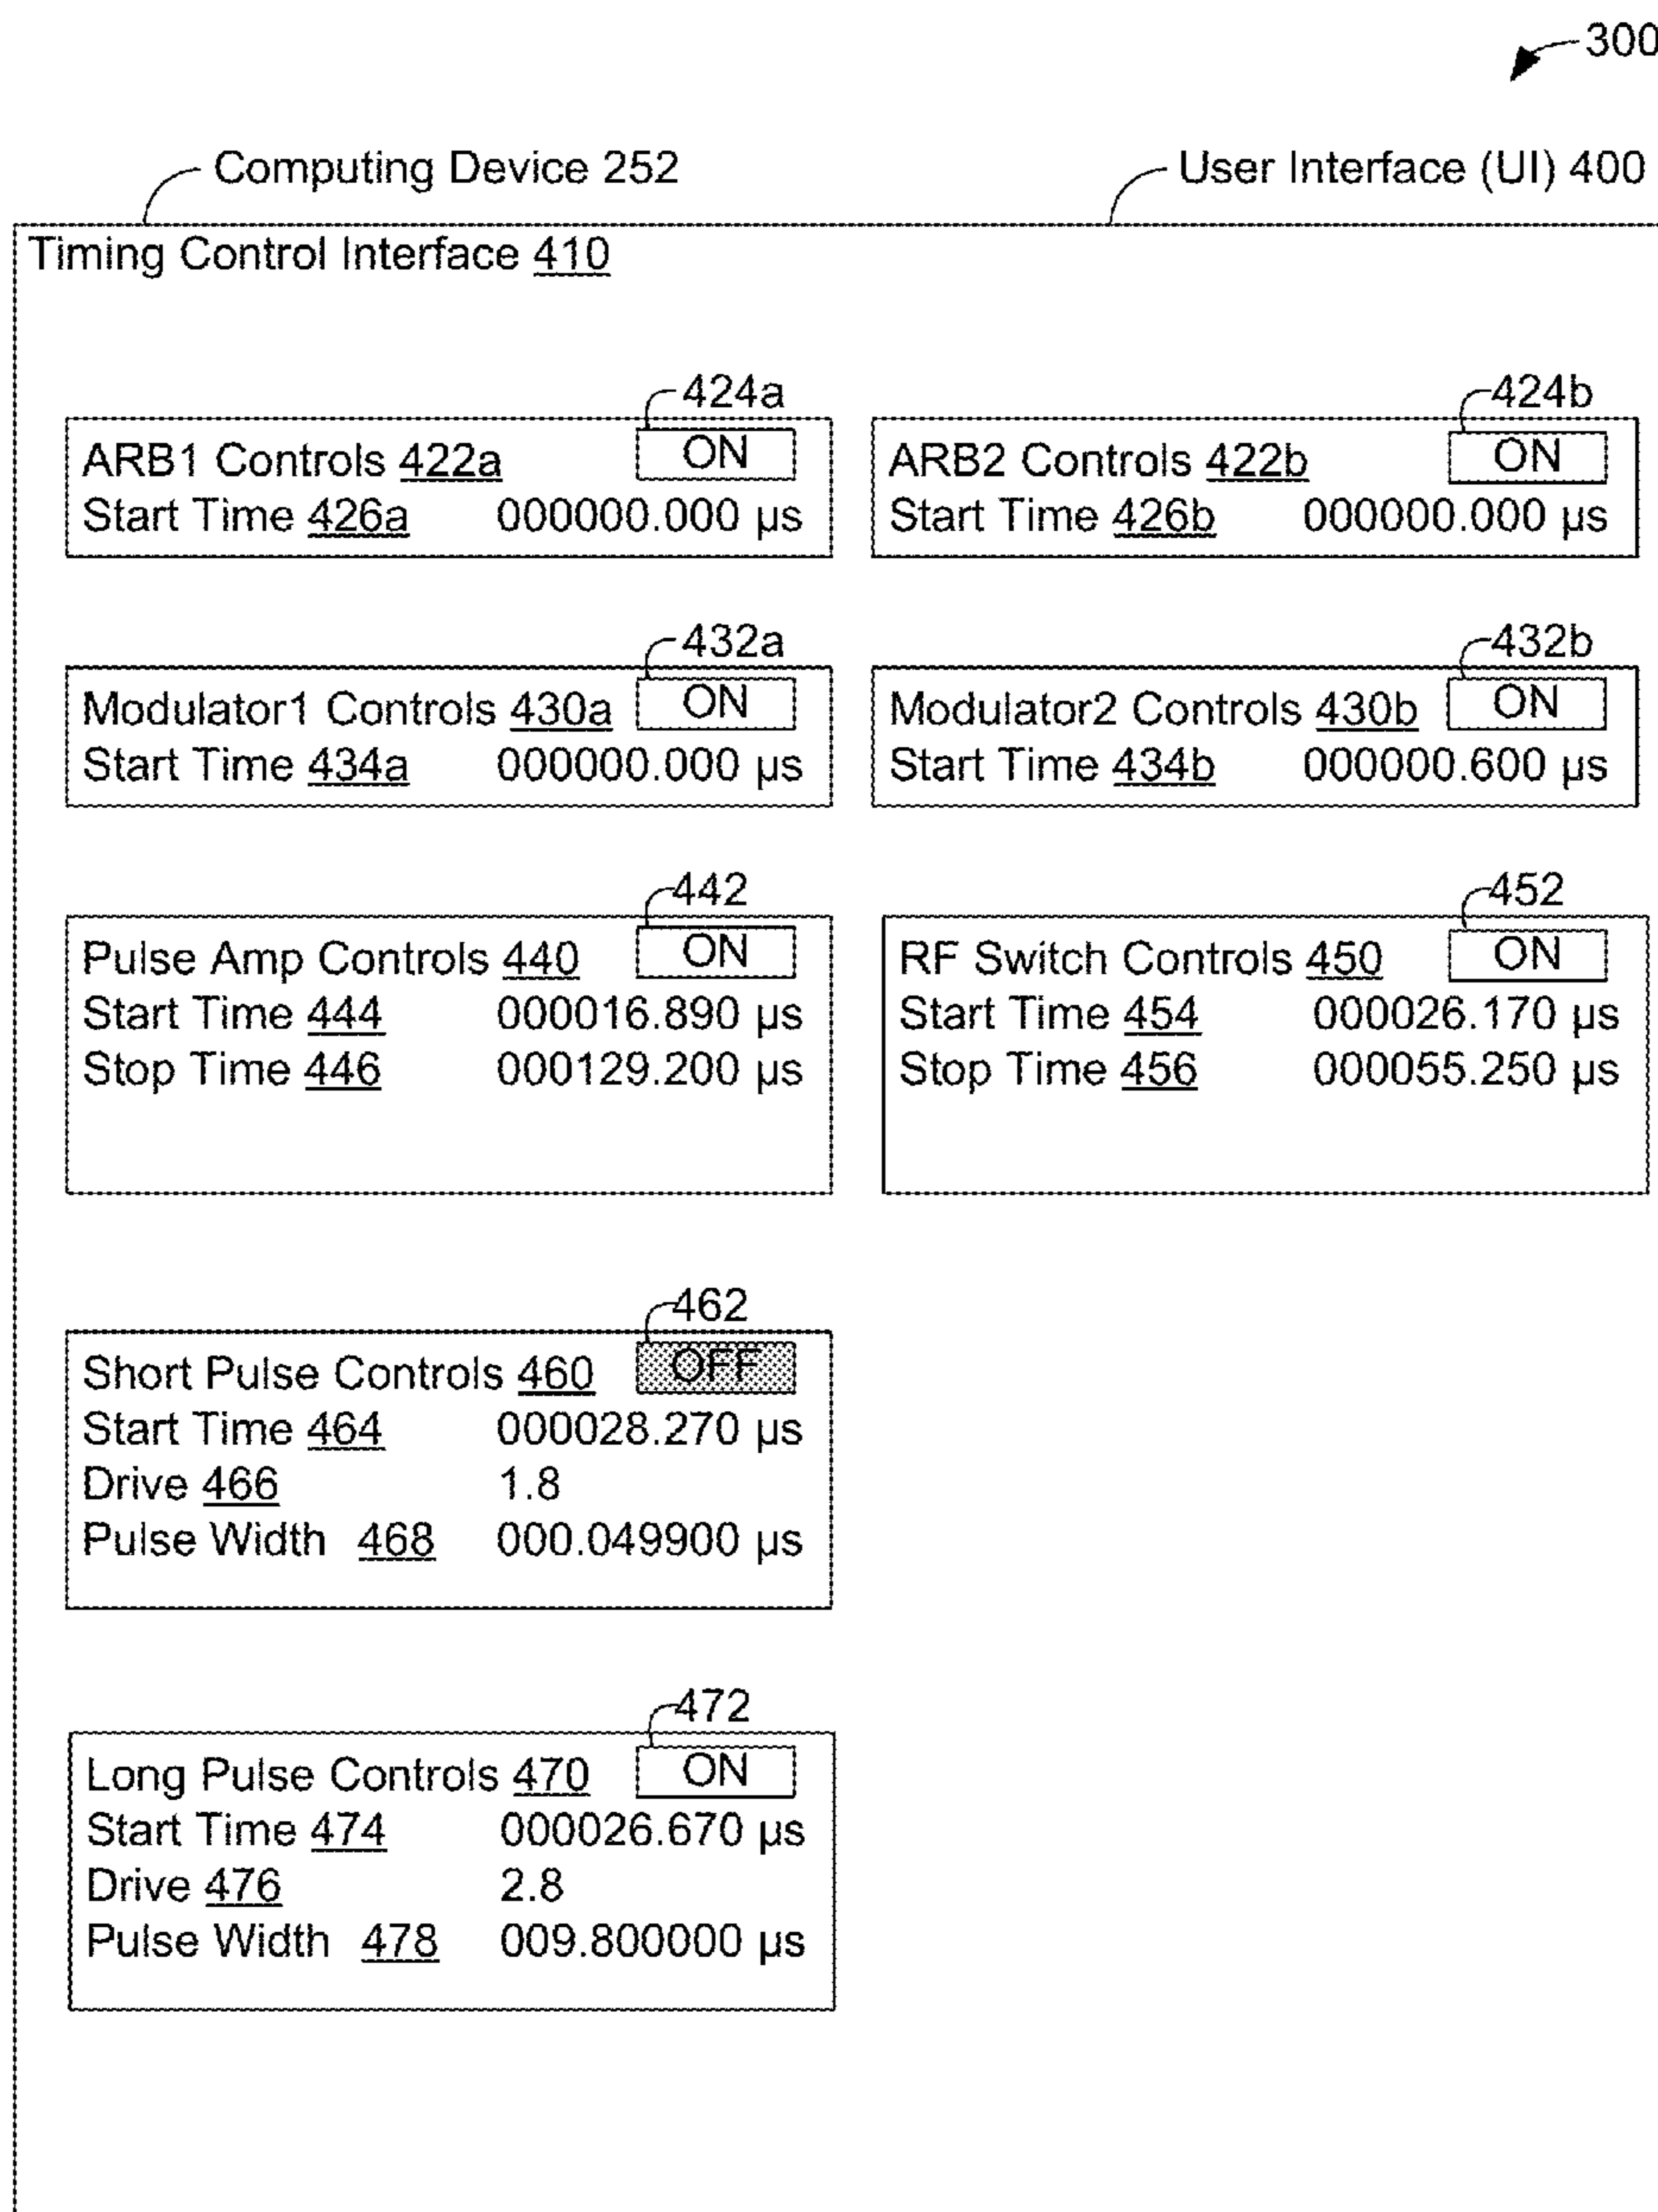 300
Computing Device 252
User Interface (UI) 400
Timing Control Interface 410
424a
ARB1 Controls 422a ON
Start Time 426a 000000.000 µs
424b
ARB2 Controls 422b ON
Start Time 426b 000000.000 µs
432a
Modulator1 Controls 430a ON
Start Time 434a 000000.000 µs
432b
Modulator2 Controls 430b ON
Start Time 434b 000000.600 µs
442
Pulse Amp Controls 440 ON
Start Time 444 000016.890 µs
Stop Time 446 000129.200 µs
452
RF Switch Controls 450 ON
Start Time 454 000026.170 µs
Stop Time 456 000055.250 µs
462
Short Pulse Controls 460 OFF
Start Time 464 000028.270 µs
Drive 466 1.8
Pulse Width 468 000.049900 µs
472
Long Pulse Controls 470 ON
Start Time 474 000026.670 µs
Drive 476 2.8
Pulse Width 478 009.800000 µs